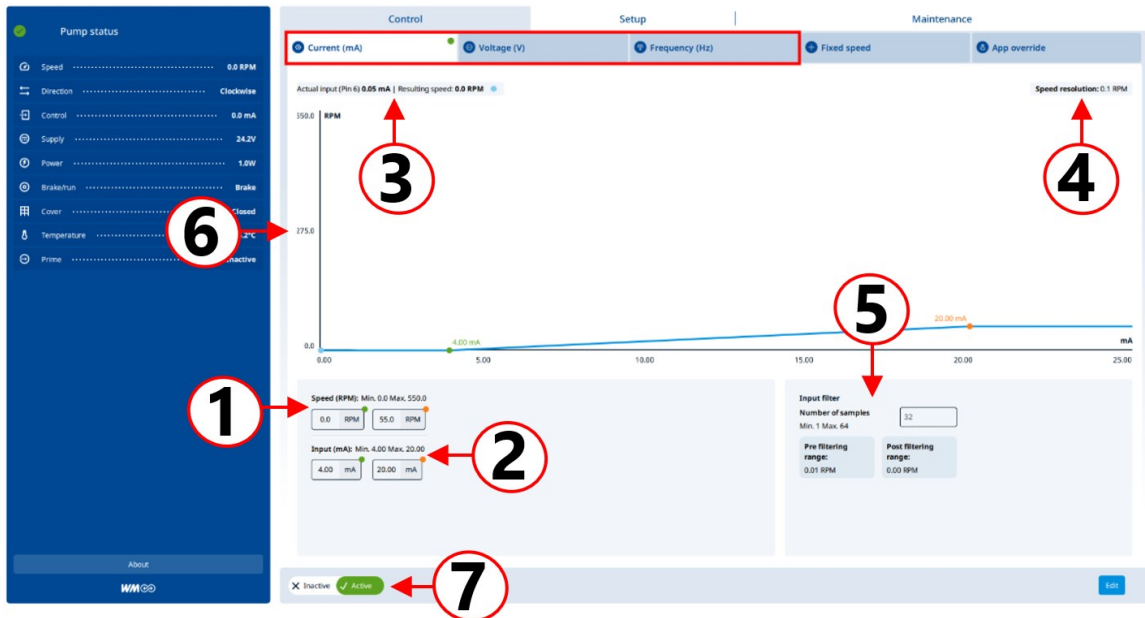 Pump status
Speed 0.0 RPM
Direction Clockwise
Control 0.0 mA
Supply 24.2V
Power 1.0W
Brake/run Brake
Cover Closed
Temperature .2°C
Prime Inactive
About
WM
Control Setup Maintenance
Current (mA) Voltage (V) Frequency (Hz) Fixed speed App override
Actual input (Pin 6) 0.05 mA | Resulting speed: 0.0 RPM
Speed resolution: 0.1 RPM
3
4
6
5
1
2
7
550.0 RPM
275.0
0.0
4.00 mA
20.00 mA
mA
0.00 5.00 10.00 15.00 20.00 25.00
Speed (RPM): Min. 0.0 Max. 550.0
0.0 RPM 55.0 RPM
Input (mA): Min. 4.00 Max. 20.00
4.00 mA 20.00 mA
Input filter
Number of samples 32
Min. 1 Max. 64
Pre filtering range:
0.01 RPM
Post filtering range:
0.00 RPM
Inactive Active
Edit